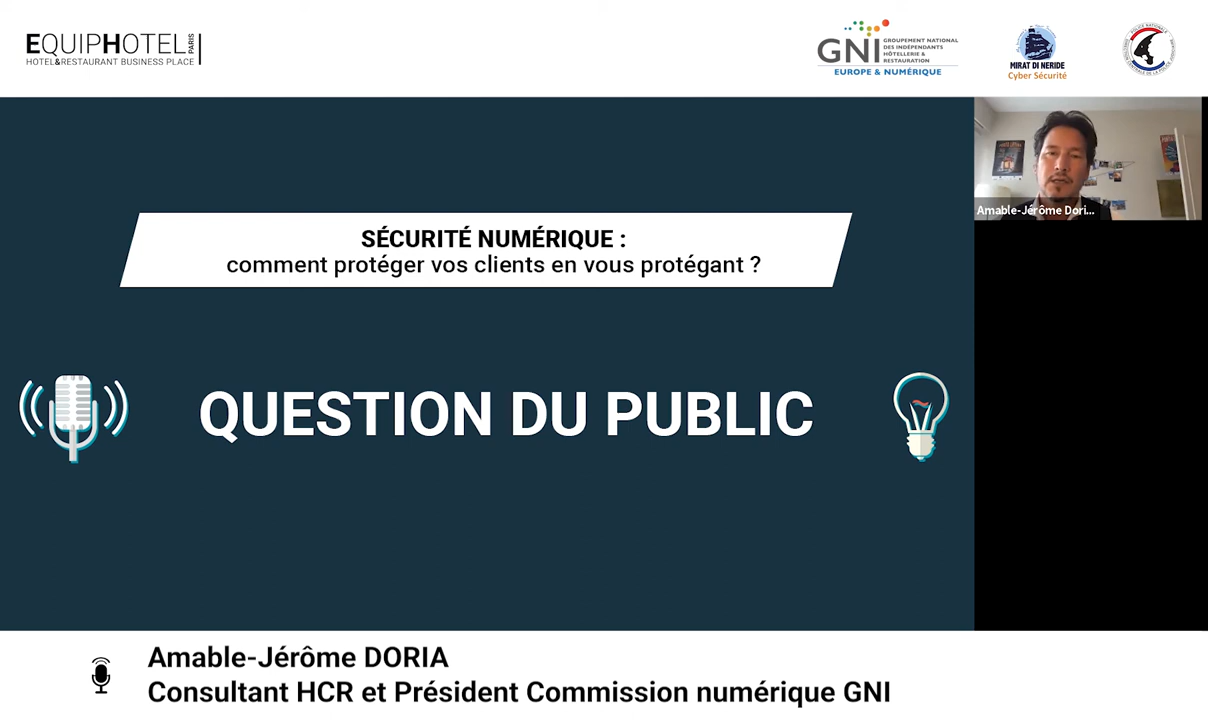 EQUIPHOTEL PARIS
HOTEL&RESTAURANT BUSINESS PLACE
GNI
GROUPEMENT NATIONAL
DES INDÉPENDANTS
HÔTELLERIE &
RESTAURATION
EUROPE & NUMÉRIQUE
MIRAT DI NERIDE
Cyber Sécurité
POLICE NATIONALE
Amable-Jérôme Dori...
SÉCURITÉ NUMÉRIQUE :
comment protéger vos clients en vous protégant ?
QUESTION DU PUBLIC
Amable-Jérôme DORIA
Consultant HCR et Président Commission numérique GNI